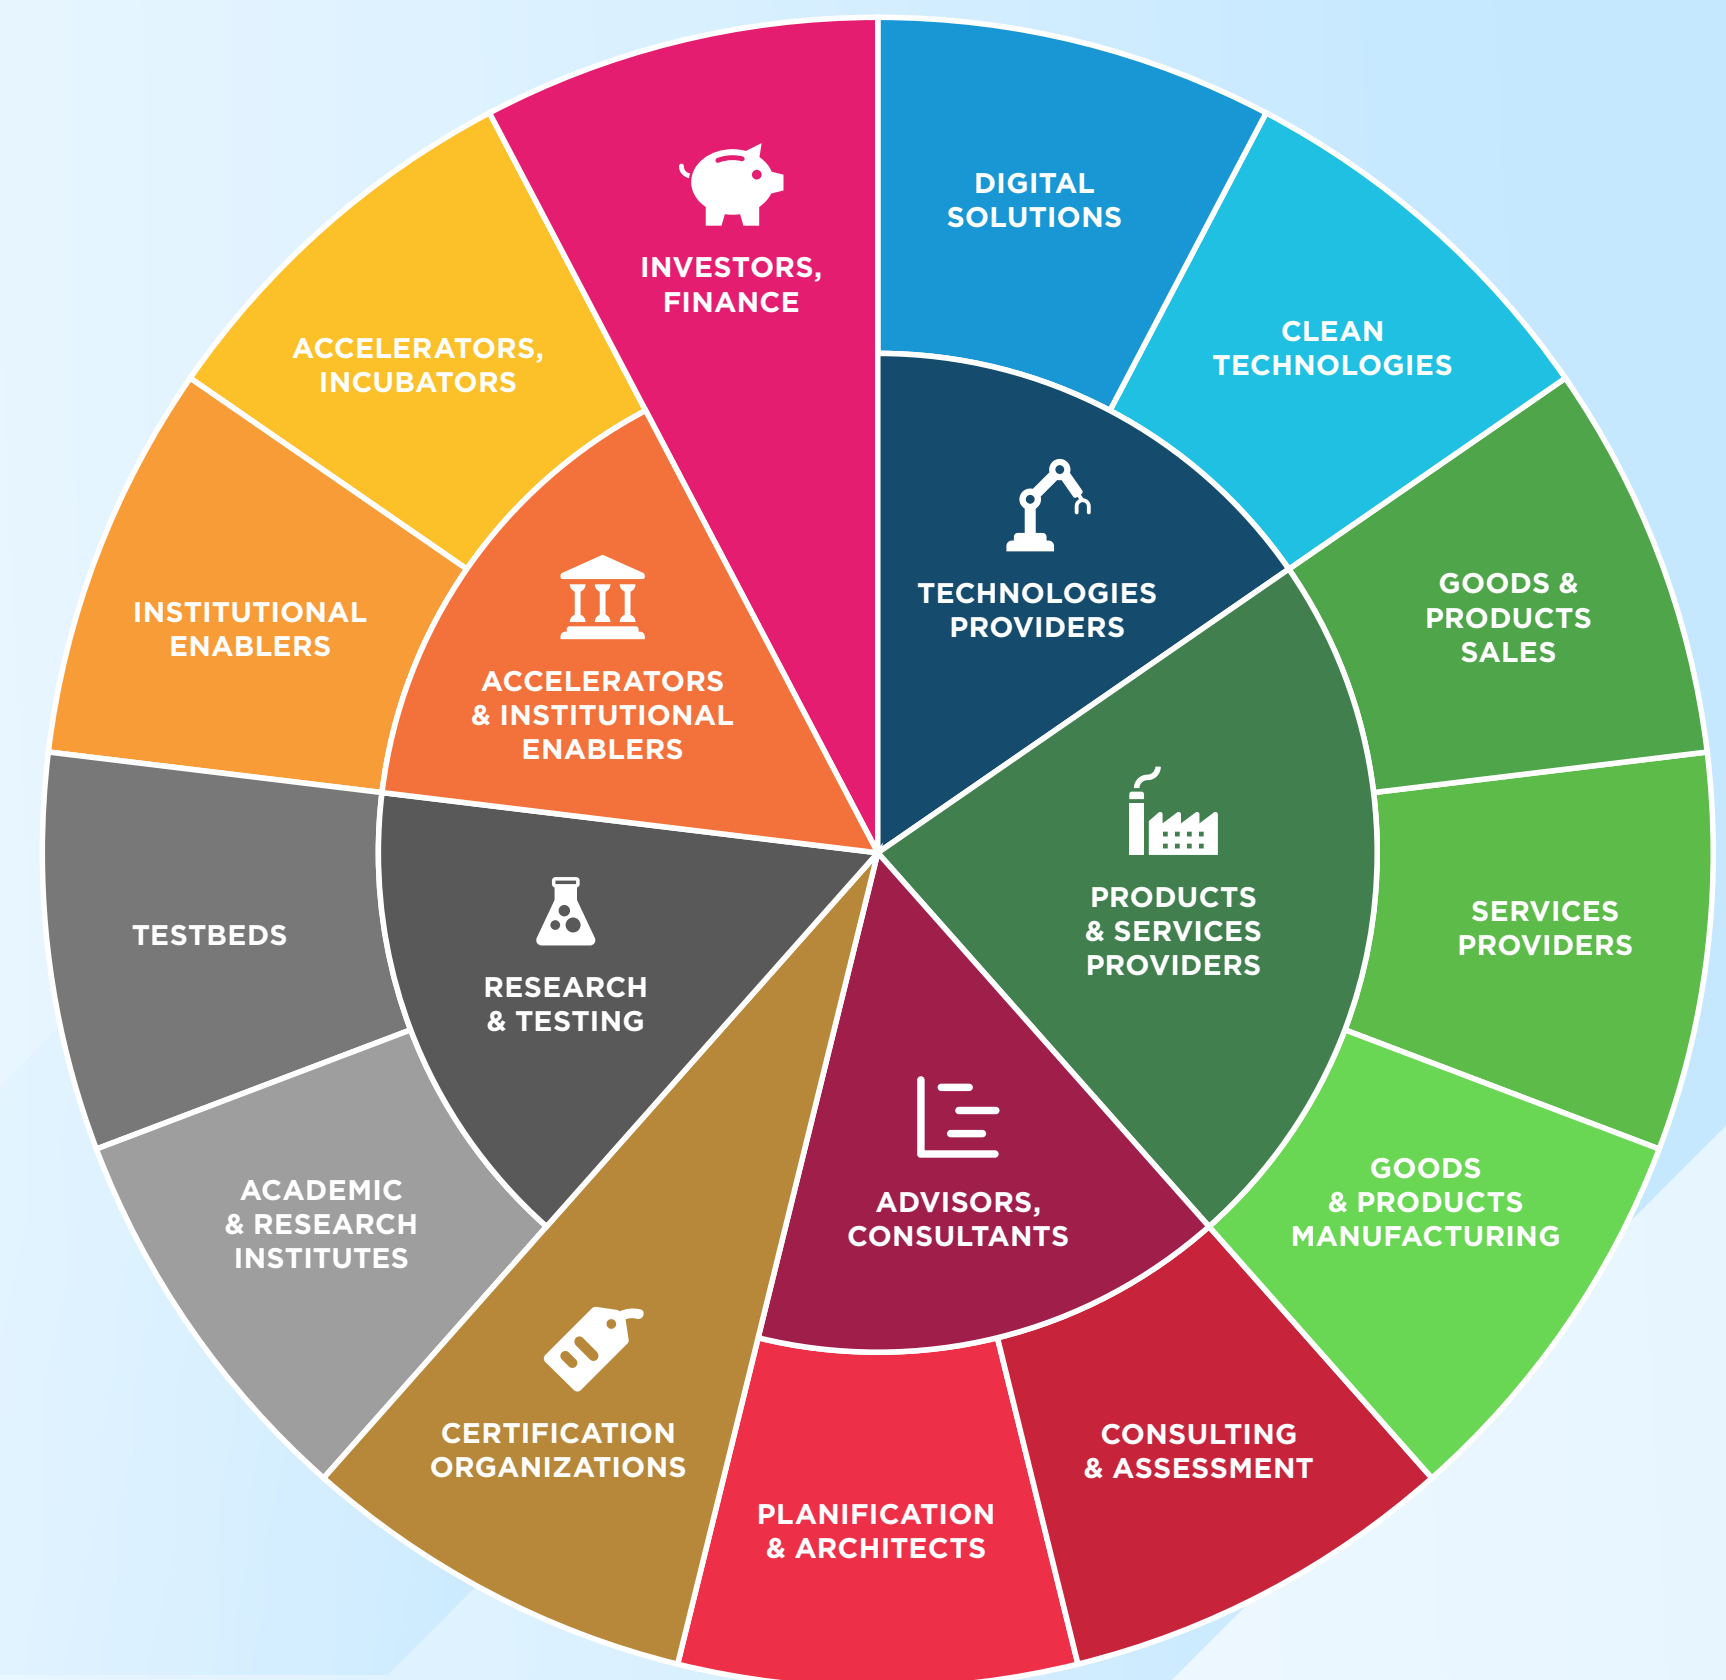 INVESTORS,
FINANCE
DIGITAL
SOLUTIONS
CLEAN
TECHNOLOGIES
TECHNOLOGIES
PROVIDERS
GOODS &
PRODUCTS
SALES
SERVICES
PROVIDERS
GOODS
& PRODUCTS
MANUFACTURING
PRODUCTS
& SERVICES
PROVIDERS
ADVISORS,
CONSULTANTS
CONSULTING
& ASSESSMENT
PLANIFICATION
& ARCHITECTS
CERTIFICATION
ORGANIZATIONS
RESEARCH
& TESTING
ACADEMIC
& RESEARCH
INSTITUTES
TESTBEDS
ACCELERATORS
& INSTITUTIONAL
ENABLERS
INSTITUTIONAL
ENABLERS
ACCELERATORS,
INCUBATORS